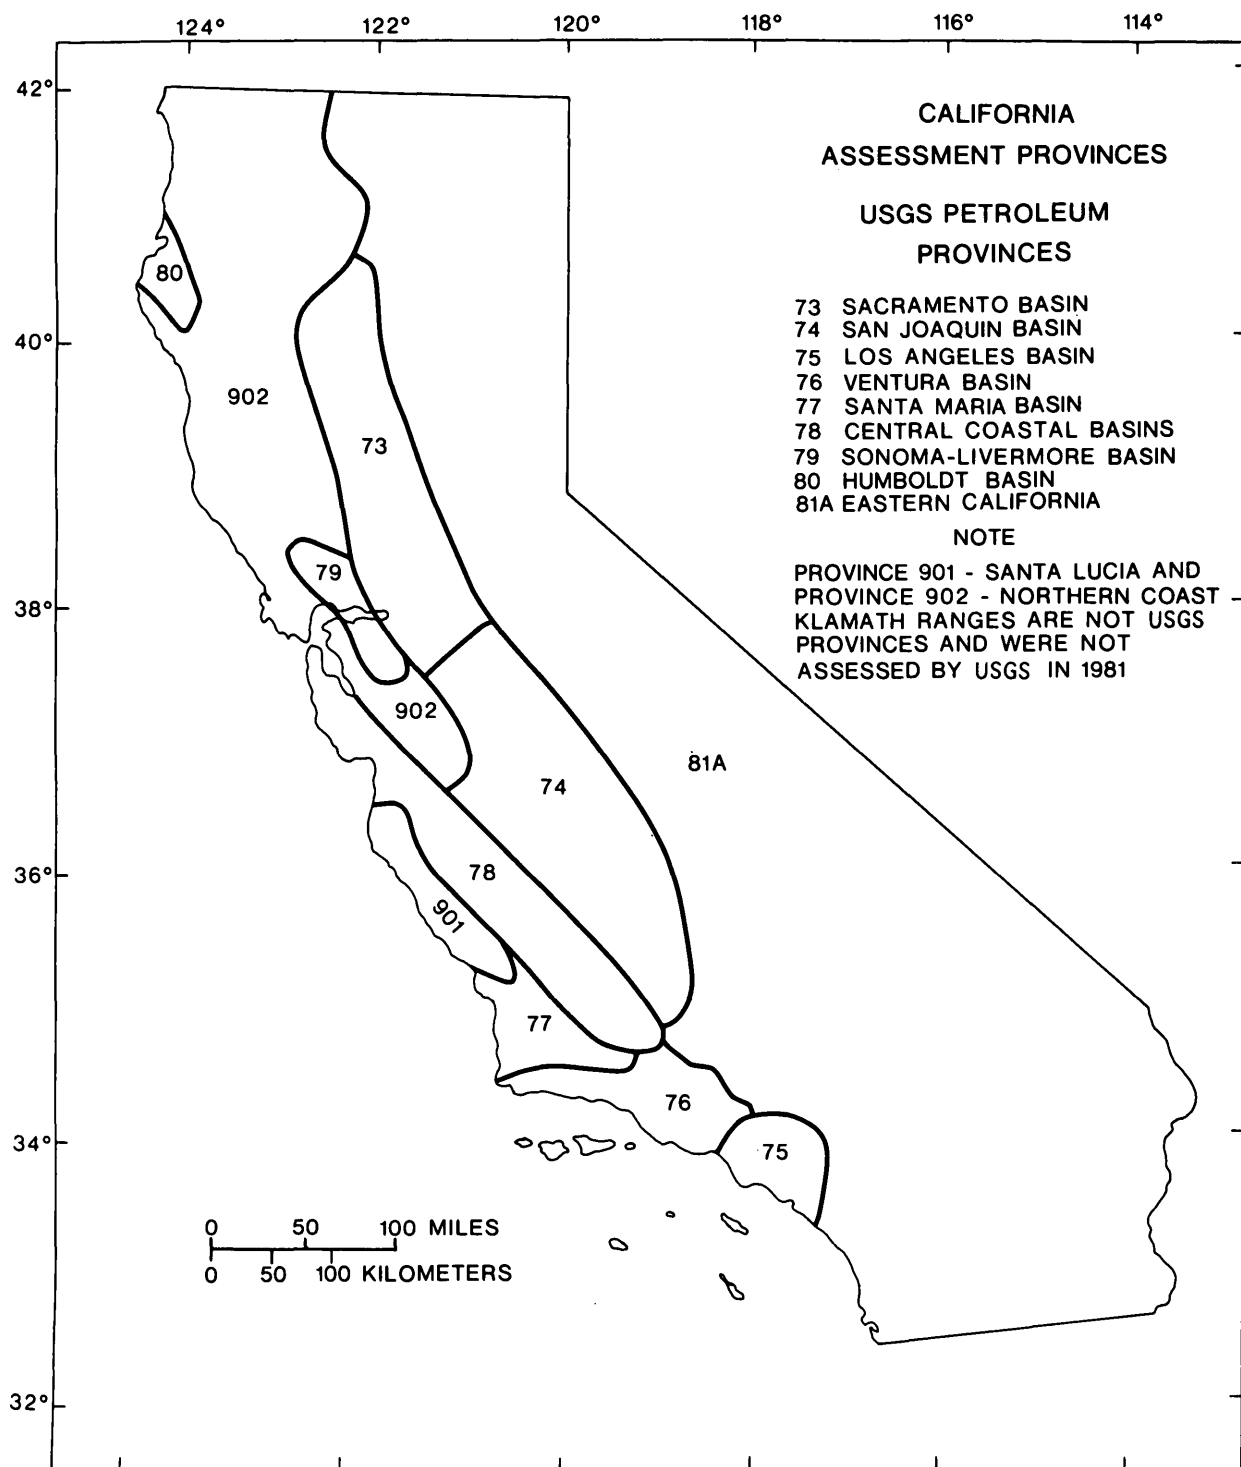 124° 122° 120° 118° 116° 114°
42°
40°
38°
36°
34°
32°
CALIFORNIA
ASSESSMENT PROVINCES
USGS PETROLEUM
PROVINCES
73 SACRAMENTO BASIN
74 SAN JOAQUIN BASIN
75 LOS ANGELES BASIN
76 VENTURA BASIN
77 SANTA MARIA BASIN
78 CENTRAL COASTAL BASINS
79 SONOMA-LIVERMORE BASIN
80 HUMBOLDT BASIN
81A EASTERN CALIFORNIA
NOTE
PROVINCE 901 - SANTA LUCIA AND
PROVINCE 902 - NORTHERN COAST
KLAMATH RANGES ARE NOT USGS
PROVINCES AND WERE NOT
ASSESSED BY USGS IN 1981
80
902
73
79
902
81A
74
78
901
77
76
75
0 50 100 MILES
0 50 100 KILOMETERS